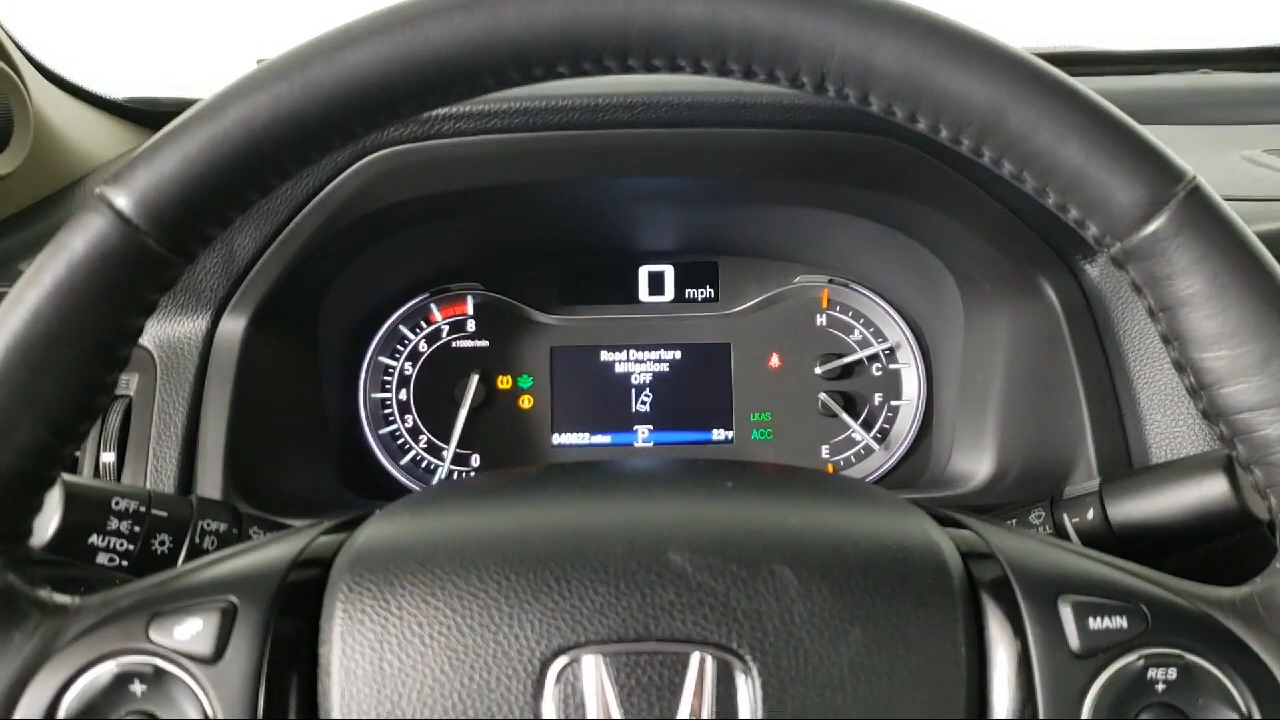 0 mph
8
7
6
x1000r/min
5
4
3
2
1
0
Road Departure
Mitigation:
OFF
P
H
C
F
E
LKAS
ACC
OFF
AUTO
OFF
MAIN
RES
+
+